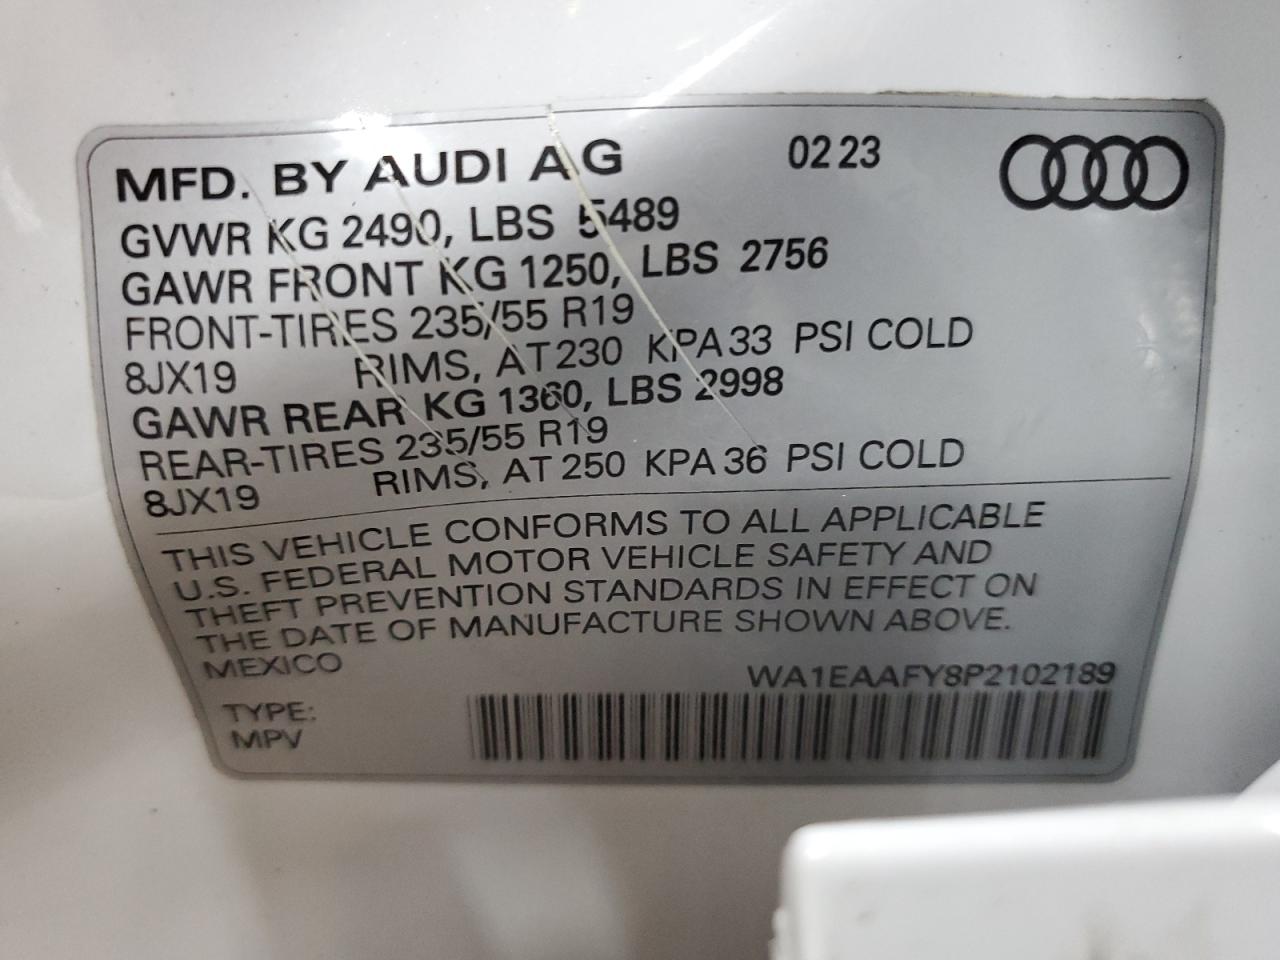 MFD. BY AUDI AG 02 23
GVWR KG 2490, LBS 5489
GAWR FRONT KG 1250, LBS 2756
FRONT-TIRES 235/55 R19
8JX19 RIMS, AT 230 KPA 33 PSI COLD
GAWR REAR KG 1360, LBS 2998
REAR-TIRES 235/55 R19
8JX19 RIMS, AT 250 KPA 36 PSI COLD
THIS VEHICLE CONFORMS TO ALL APPLICABLE
U.S. FEDERAL MOTOR VEHICLE SAFETY AND
THEFT PREVENTION STANDARDS IN EFFECT ON
THE DATE OF MANUFACTURE SHOWN ABOVE.
MEXICO WA1EAAFY8P2102189
TYPE:
MPV